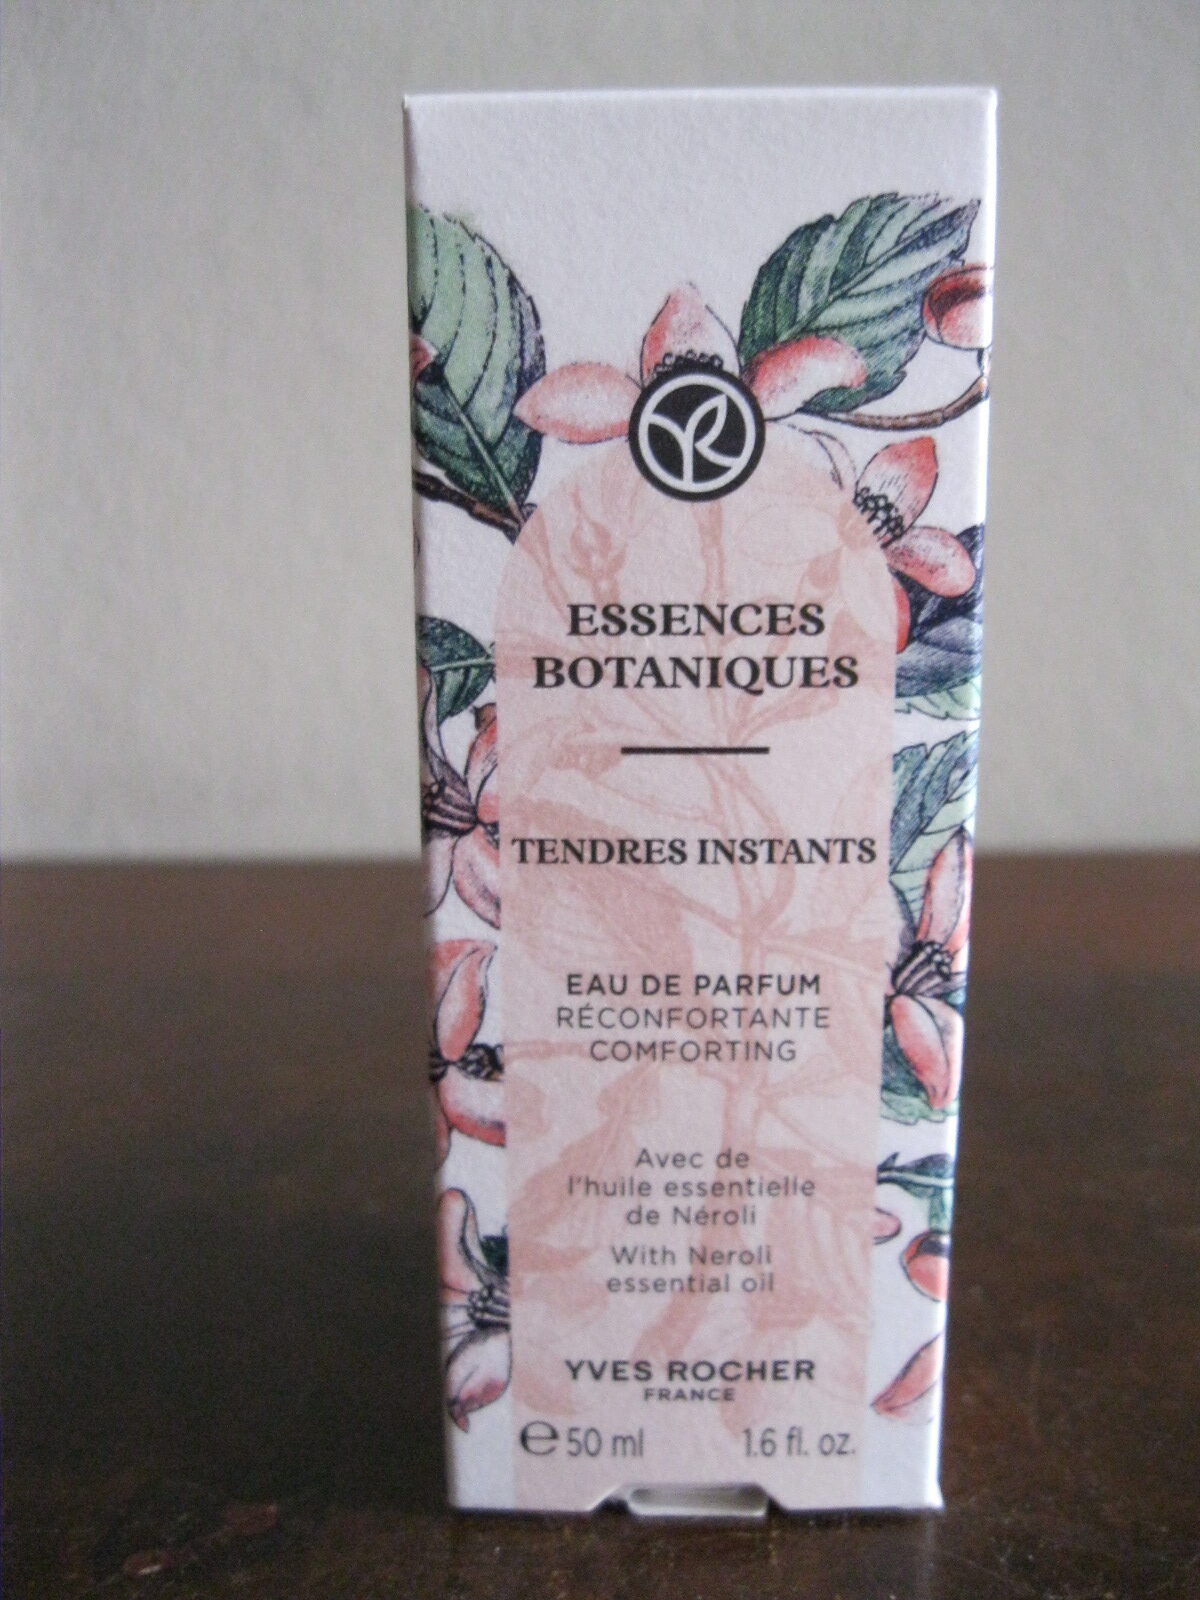 ESSENCES
BOTANIQUES
TENDRES INSTANTS
EAU DE PARFUM
RÉCONFORTANTE
COMFORTING
Avec de
l'huile essentielle
de Néroli
With Neroli
essential oil
YVES ROCHER
FRANCE
℮ 50 ml 1.6 fl. oz.